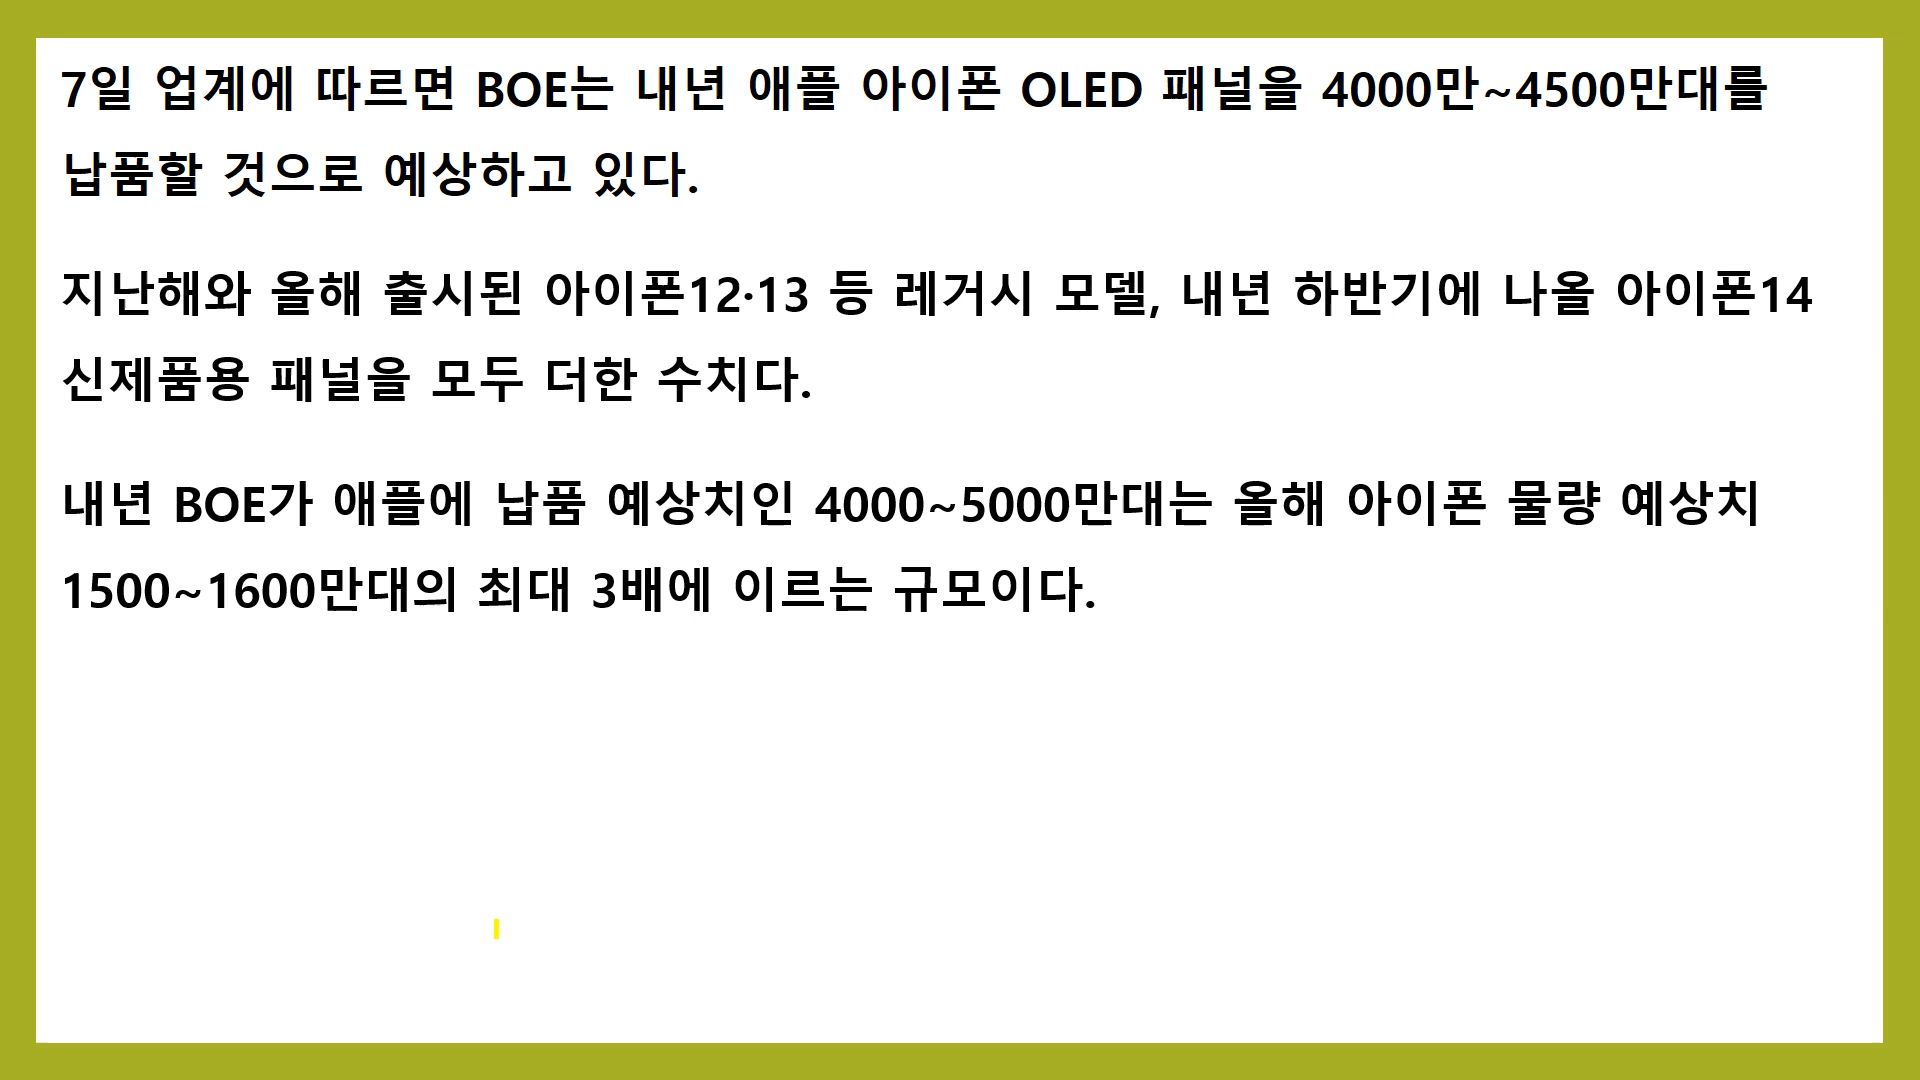 7일 업계에 따르면 BOE는 내년 애플 아이폰 OLED 패널을 4000만~4500만대를
납품할 것으로 예상하고 있다.
지난해와 올해 출시된 아이폰12·13 등 레거시 모델, 내년 하반기에 나올 아이폰14
신제품용 패널을 모두 더한 수치다.
내년 BOE가 애플에 납품 예상치인 4000~5000만대는 올해 아이폰 물량 예상치
1500~1600만대의 최대 3배에 이르는 규모이다.